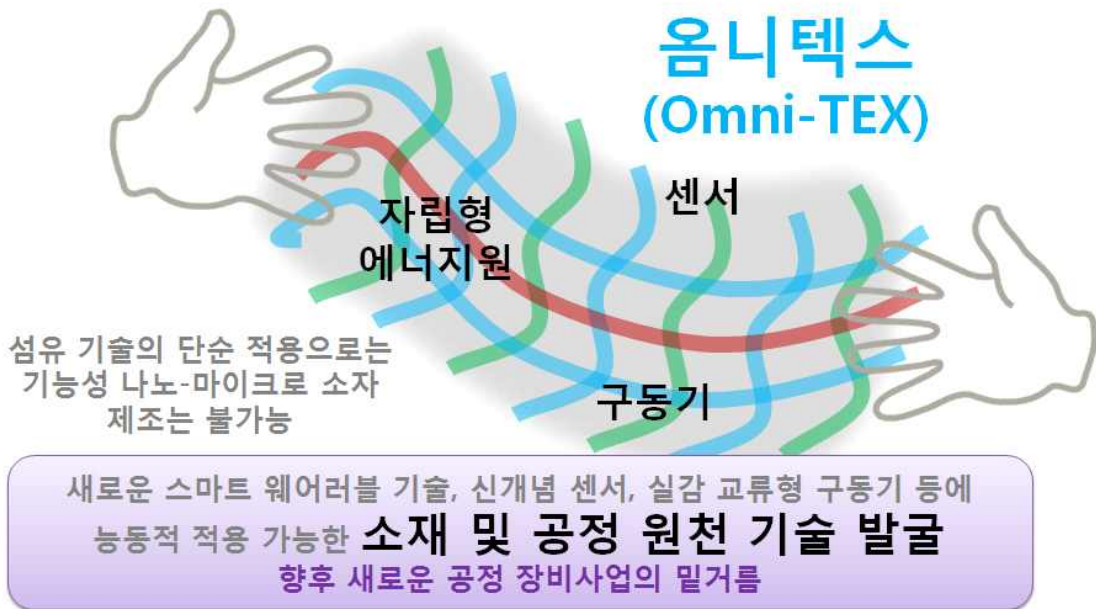 옴니텍스
(Omni-TEX)
센서
자립형
에너지원
구동기
섬유 기술의 단순 적용으로는
기능성 나노-마이크로 소자
제조는 불가능
새로운 스마트 웨어러블 기술, 신개념 센서, 실감 교류형 구동기 등에
능동적 적용 가능한 소재 및 공정 원천 기술 발굴
향후 새로운 공정 장비사업의 밑거름